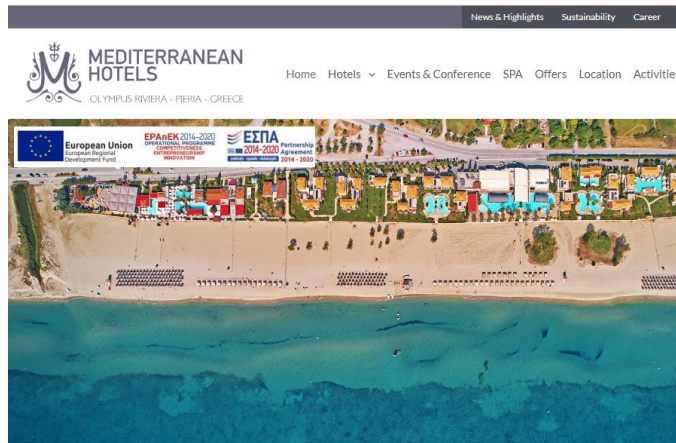 News & Highlights Sustainability Career
MEDITERRANEAN
HOTELS
OLYMPUS RIVIERA - PIERIA - GREECE
Home Hotels Events & Conference SPA Offers Location Activitie
European Union
European Regional
Development Fund
EPAnEK 2014-2020
OPERATIONAL PROGRAMME
COMPETITIVENESS
ENTREPRENEURSHIP
INNOVATION
ΕΣΠΑ
2014-2020
Partnership
Agreement
2014 - 2020